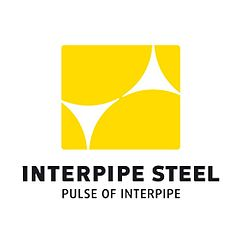 INTERPIPE STEEL
PULSE OF INTERPIPE